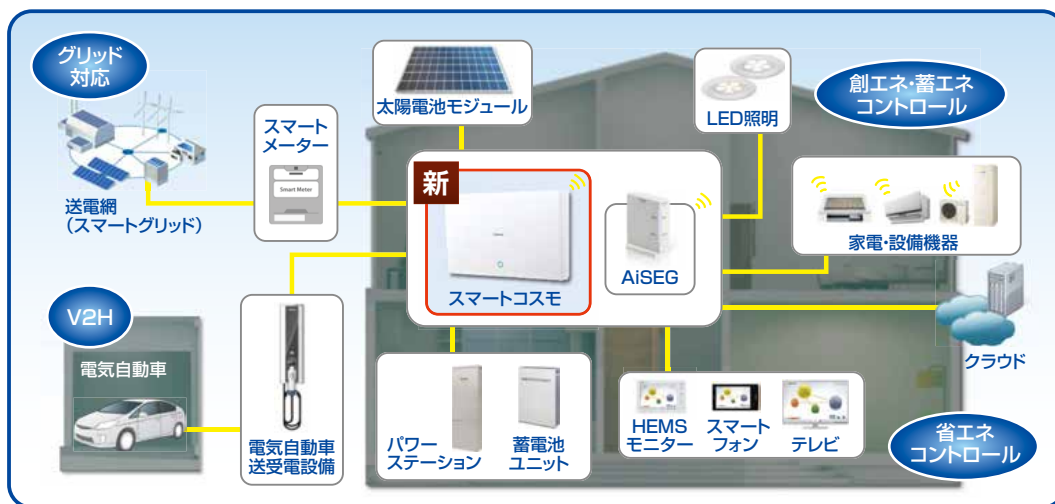 グリッド
対応
送電網
（スマートグリッド）
スマート
メーター
Smart Meter
太陽電池モジュール
LED照明
創エネ・蓄エネ
コントロール
新
スマートコスモ
AiSEG
家電・設備機器
クラウド
V2H
電気自動車
電気自動車
送受電設備
パワー
ステーション
蓄電池
ユニット
HEMS
モニター
スマート
フォン
テレビ
省エネ
コントロール